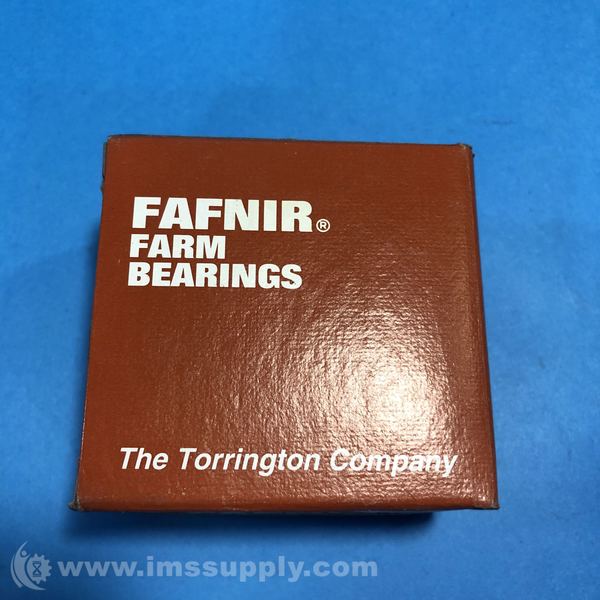 FAFNIR®
FARM
BEARINGS
The Torrington Company
www.imssupply.com